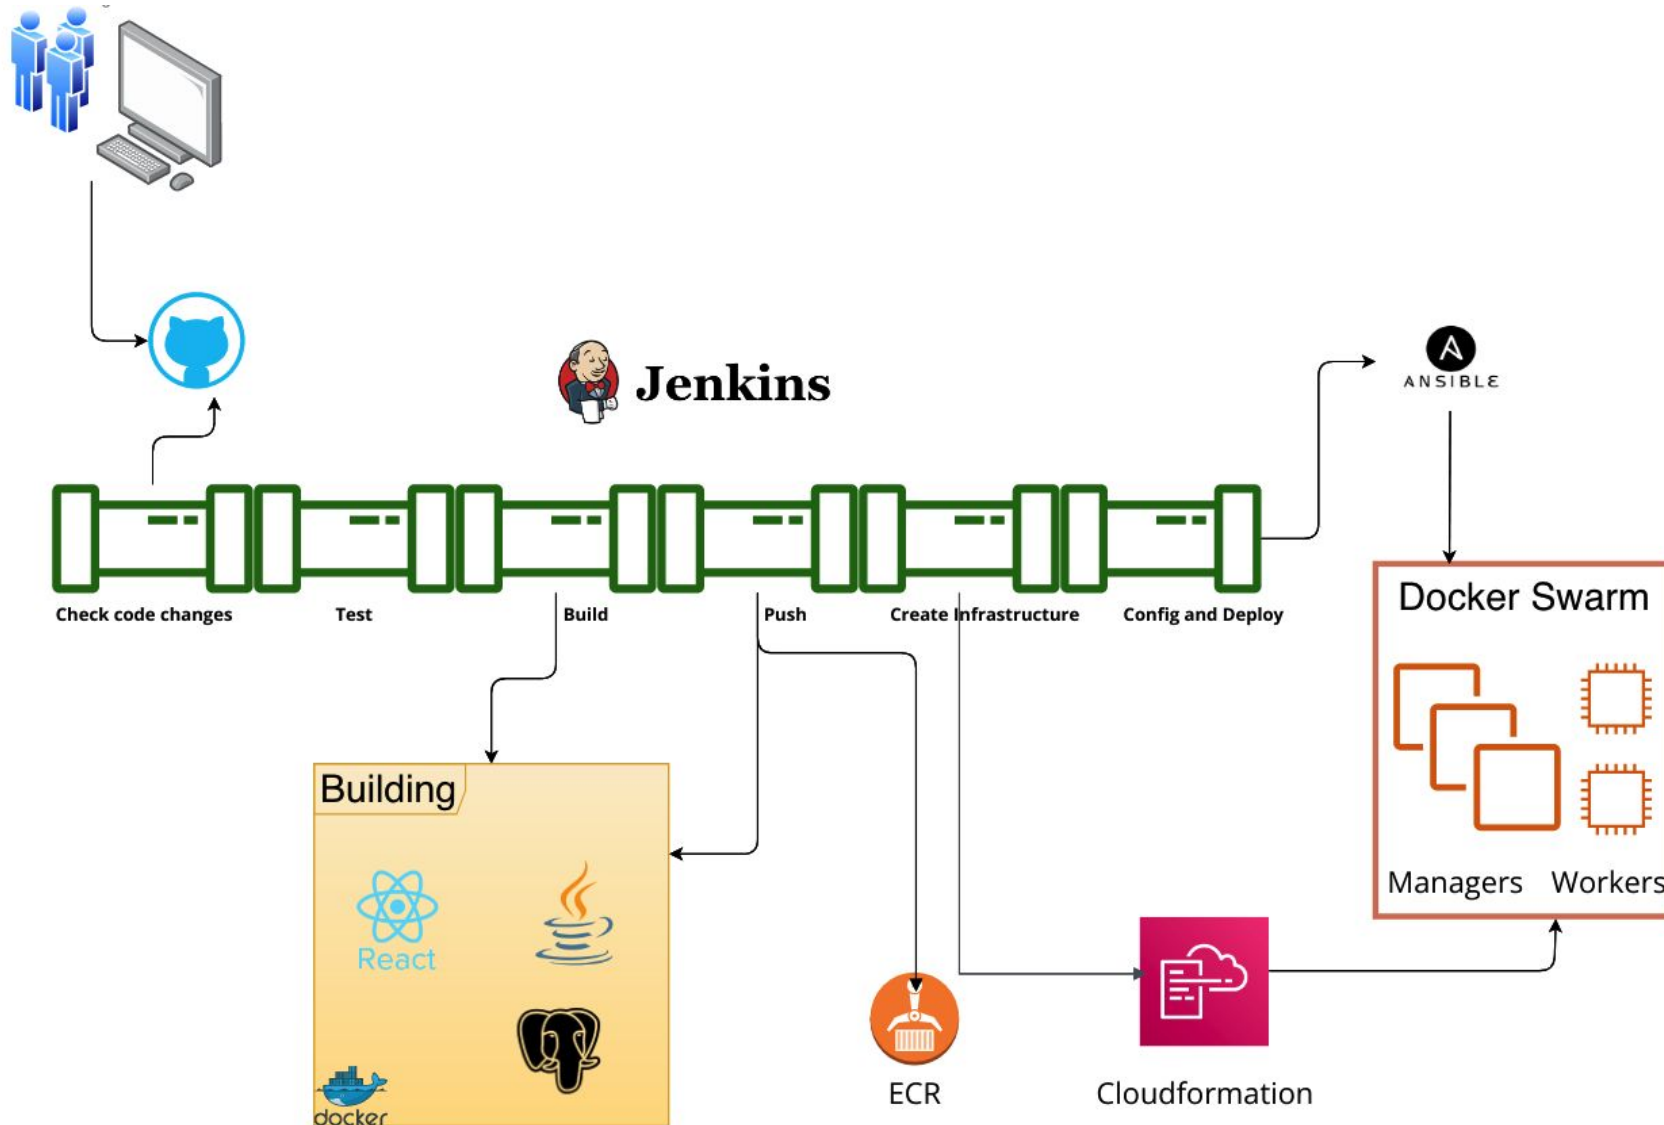 Jenkins
ANSIBLE
Check code changes
Test
Build
Push
Create Infrastructure
Config and Deploy
Docker Swarm
Managers
Workers
Building
React
docker
ECR
Cloudformation